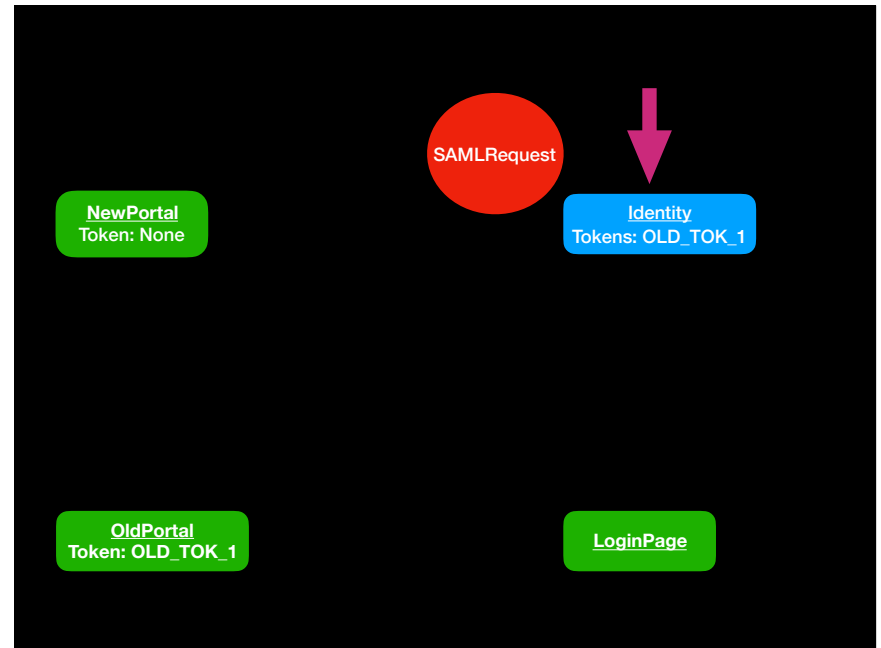 SAMLRequest
NewPortal
Token: None
Identity
Tokens: OLD_TOK_1
OldPortal
Token: OLD_TOK_1
LoginPage